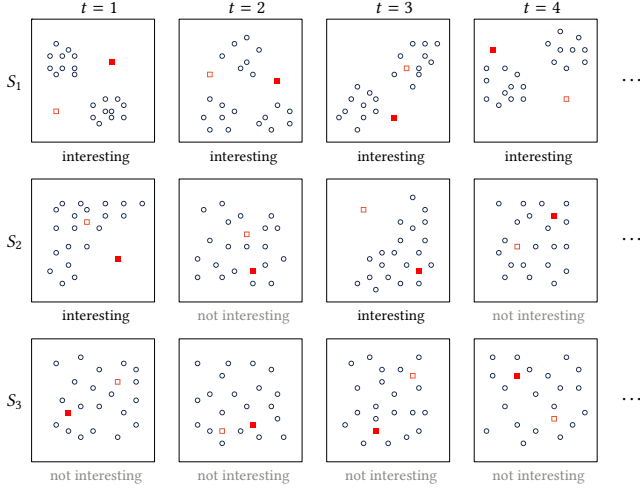 t = 1 t = 2 t = 3 t = 4
S₁ ⋯
interesting interesting interesting interesting
S₂ ⋯
interesting not interesting interesting not interesting
S₃ ⋯
not interesting not interesting not interesting not interesting